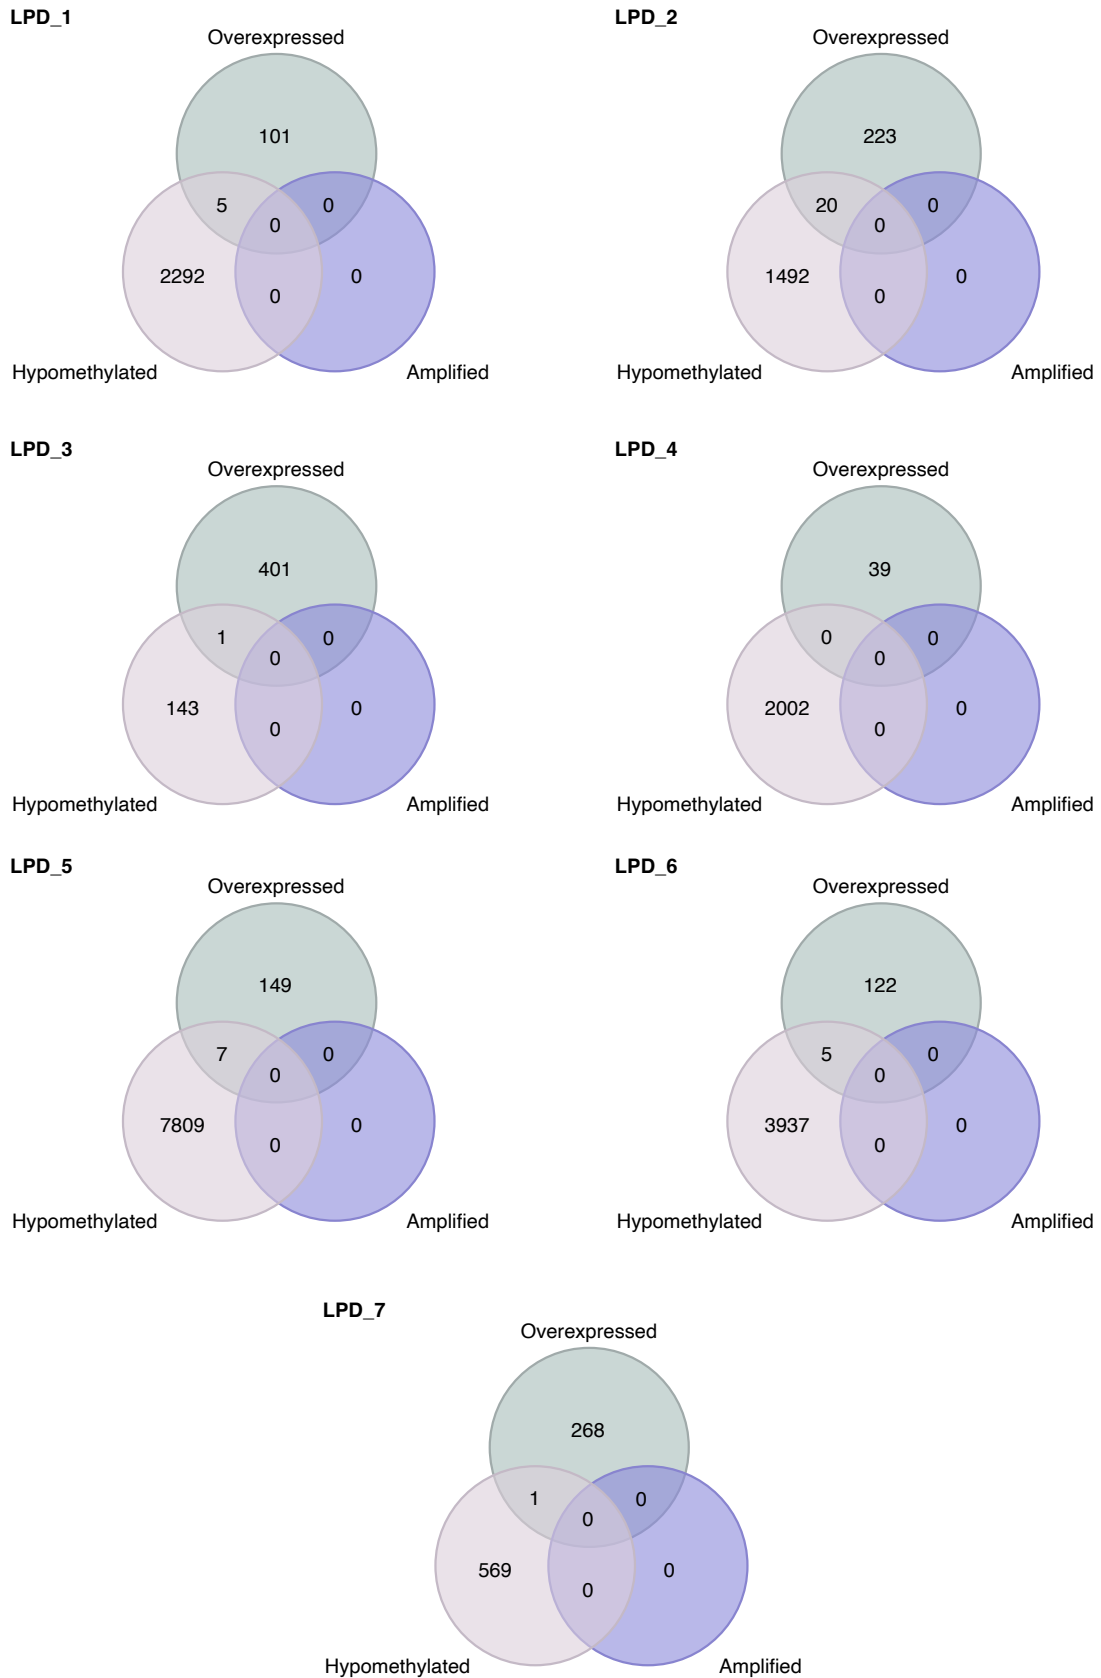 LPD_1
Overexpressed
101
5
0
0
2292
0
0
Hypomethylated
Amplified
LPD_2
Overexpressed
223
20
0
0
1492
0
0
Hypomethylated
Amplified
LPD_3
Overexpressed
401
1
0
0
143
0
0
Hypomethylated
Amplified
LPD_4
Overexpressed
39
0
0
0
2002
0
0
Hypomethylated
Amplified
LPD_5
Overexpressed
149
7
0
0
7809
0
0
Hypomethylated
Amplified
LPD_6
Overexpressed
122
5
0
0
3937
0
0
Hypomethylated
Amplified
LPD_7
Overexpressed
268
1
0
0
569
0
0
Hypomethylated
Amplified